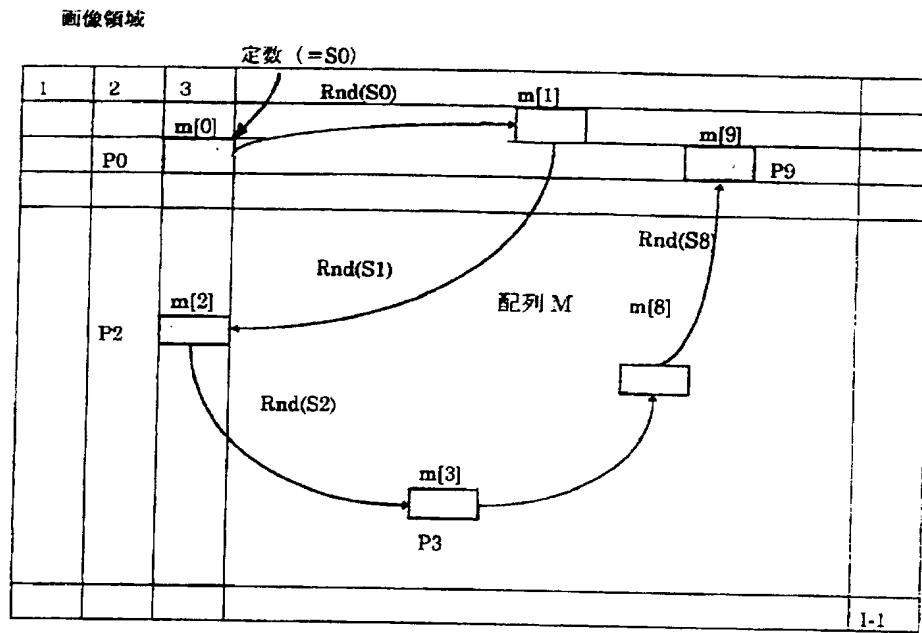 画像領域
定数 (=S0)
1 2 3
Rnd(S0)
m[1]
m[0]
m[9]
P0
P9
Rnd(S8)
Rnd(S1)
配列 M
m[2]
m[8]
P2
Rnd(S2)
m[3]
P3
I-1